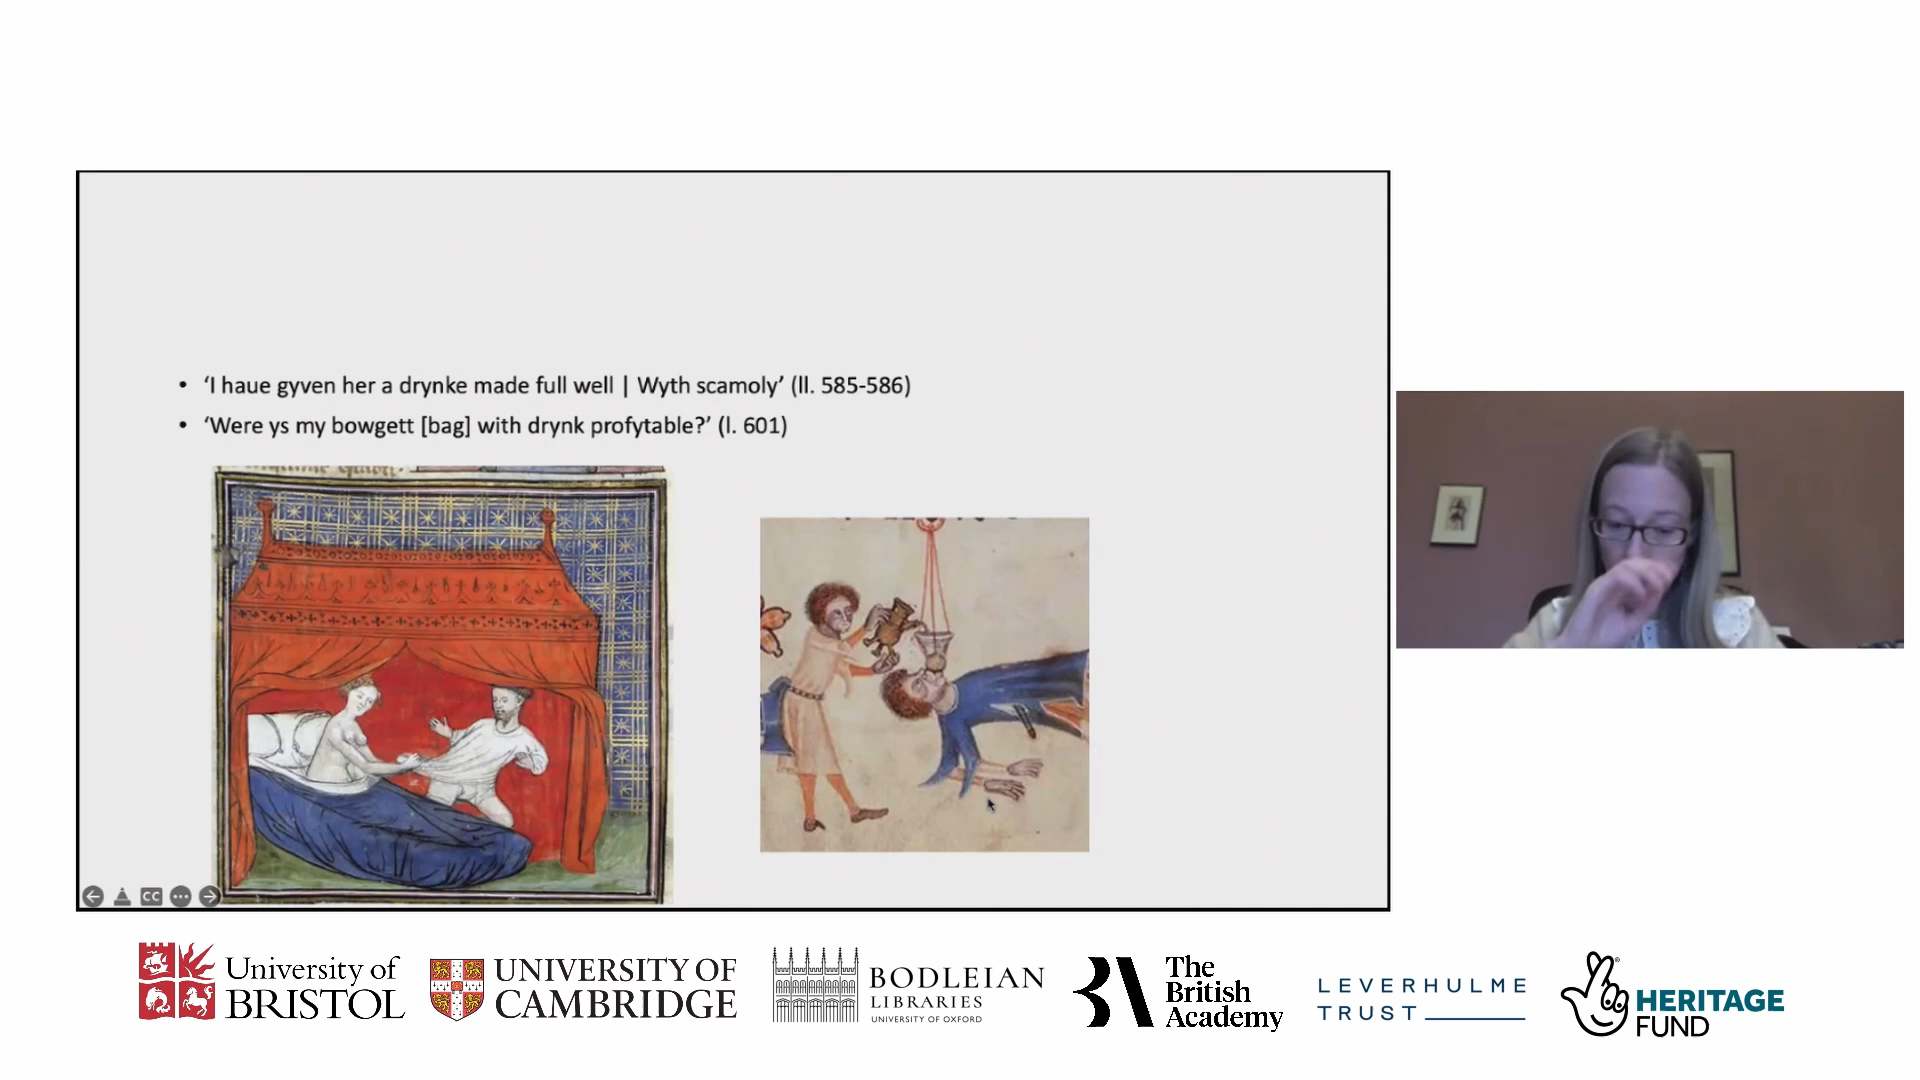 • ‘I haue gyven her a drynke made full well | Wyth scamoly’ (ll. 585-586)
• ‘Were ys my bowgett [bag] with drynk profytable?’ (l. 601)
CC
University of
BRISTOL
UNIVERSITY OF
CAMBRIDGE
BODLEIAN
LIBRARIES
UNIVERSITY OF OXFORD
The
British
Academy
LEVERHULME
TRUST
HERITAGE
FUND